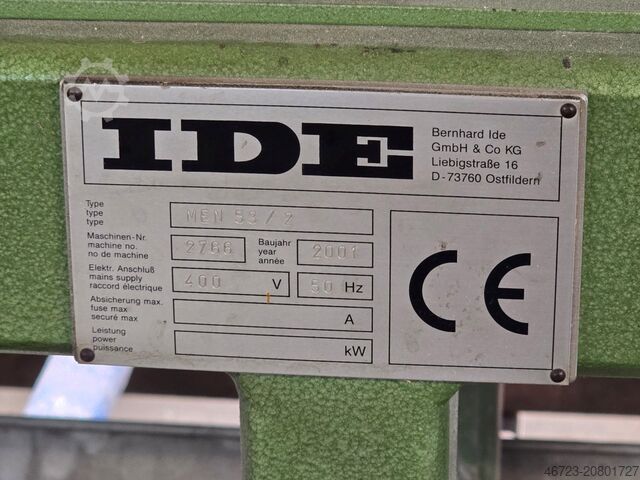 IDE
Bernhard Ide
GmbH & Co KG
Liebigstraße 16
D-73760 Ostfildern
Type
type
type
MEN 53/2
Maschinen-Nr.
machine no.
no de machine
2766
Baujahr
year
année
2001
Elektr. Anschluß
mains supply
raccord électrique
400 V
50 Hz
Absicherung max.
fuse max
securé max
A
Leistung
power
puissance
kW
CE
46723-20801727